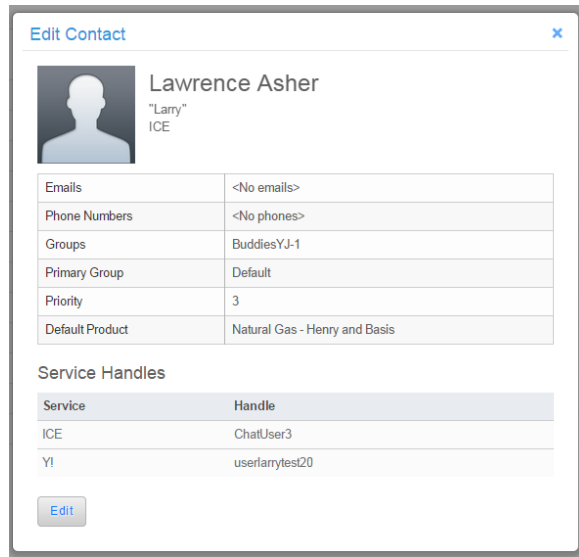 Edit Contact ×
Lawrence Asher
"Larry"
ICE
Emails <No emails>
Phone Numbers <No phones>
Groups BuddiesYJ-1
Primary Group Default
Priority 3
Default Product Natural Gas - Henry and Basis
Service Handles
Service Handle
ICE ChatUser3
Y! userlarrytest20
Edit